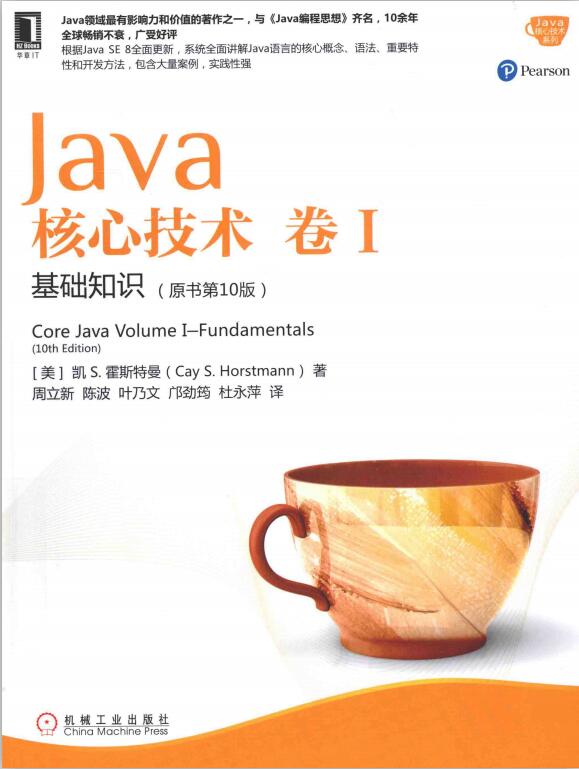 HZ BOOKS
华章IT
Java领域最有影响力和价值的著作之一，与《Java编程思想》齐名，10余年
全球畅销不衰，广受好评
根据Java SE 8全面更新，系统全面讲解Java语言的核心概念、语法、重要特
性和开发方法，包含大量案例，实践性强
Java
核心技术
系列
Pearson
Java
核心技术 卷 I
基础知识（原书第10版）
Core Java Volume I—Fundamentals
(10th Edition)
［美］凯 S. 霍斯特曼（Cay S. Horstmann）著
周立新 陈波 叶乃文 邝劲筠 杜永萍 译
机械工业出版社
China Machine Press